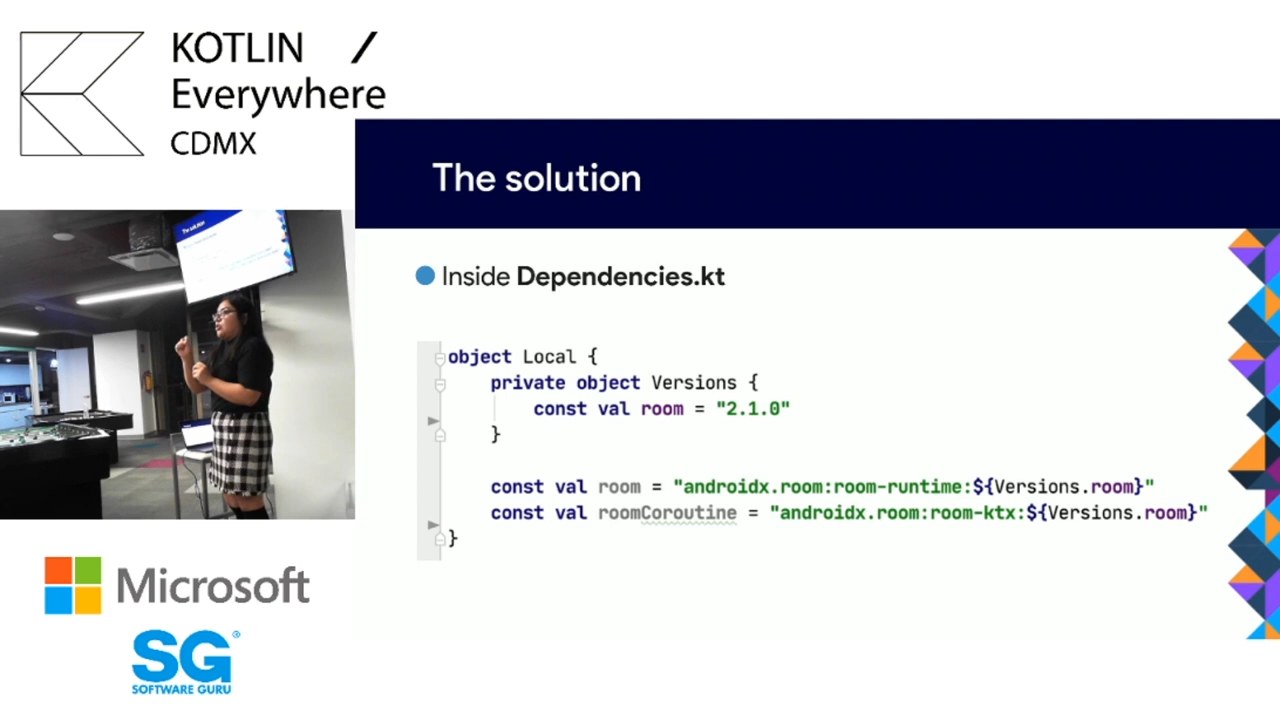 KOTLIN /
Everywhere
CDMX
The solution
Inside Dependencies.kt
object Local {
private object Versions {
const val room = "2.1.0"
}
const val room = "androidx.room:room-runtime:${Versions.room}"
const val roomCoroutine = "androidx.room:room-ktx:${Versions.room}"
}
The solution
Microsoft
SG®
SOFTWARE GURU